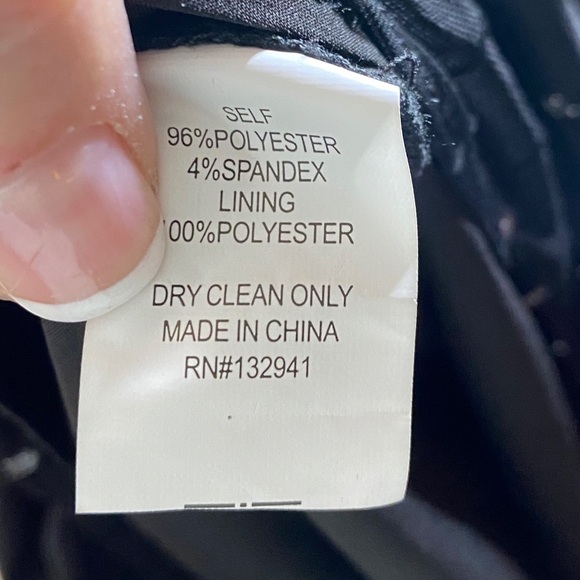 SELF
96%POLYESTER
4%SPANDEX
LINING
100%POLYESTER
DRY CLEAN ONLY
MADE IN CHINA
RN#132941